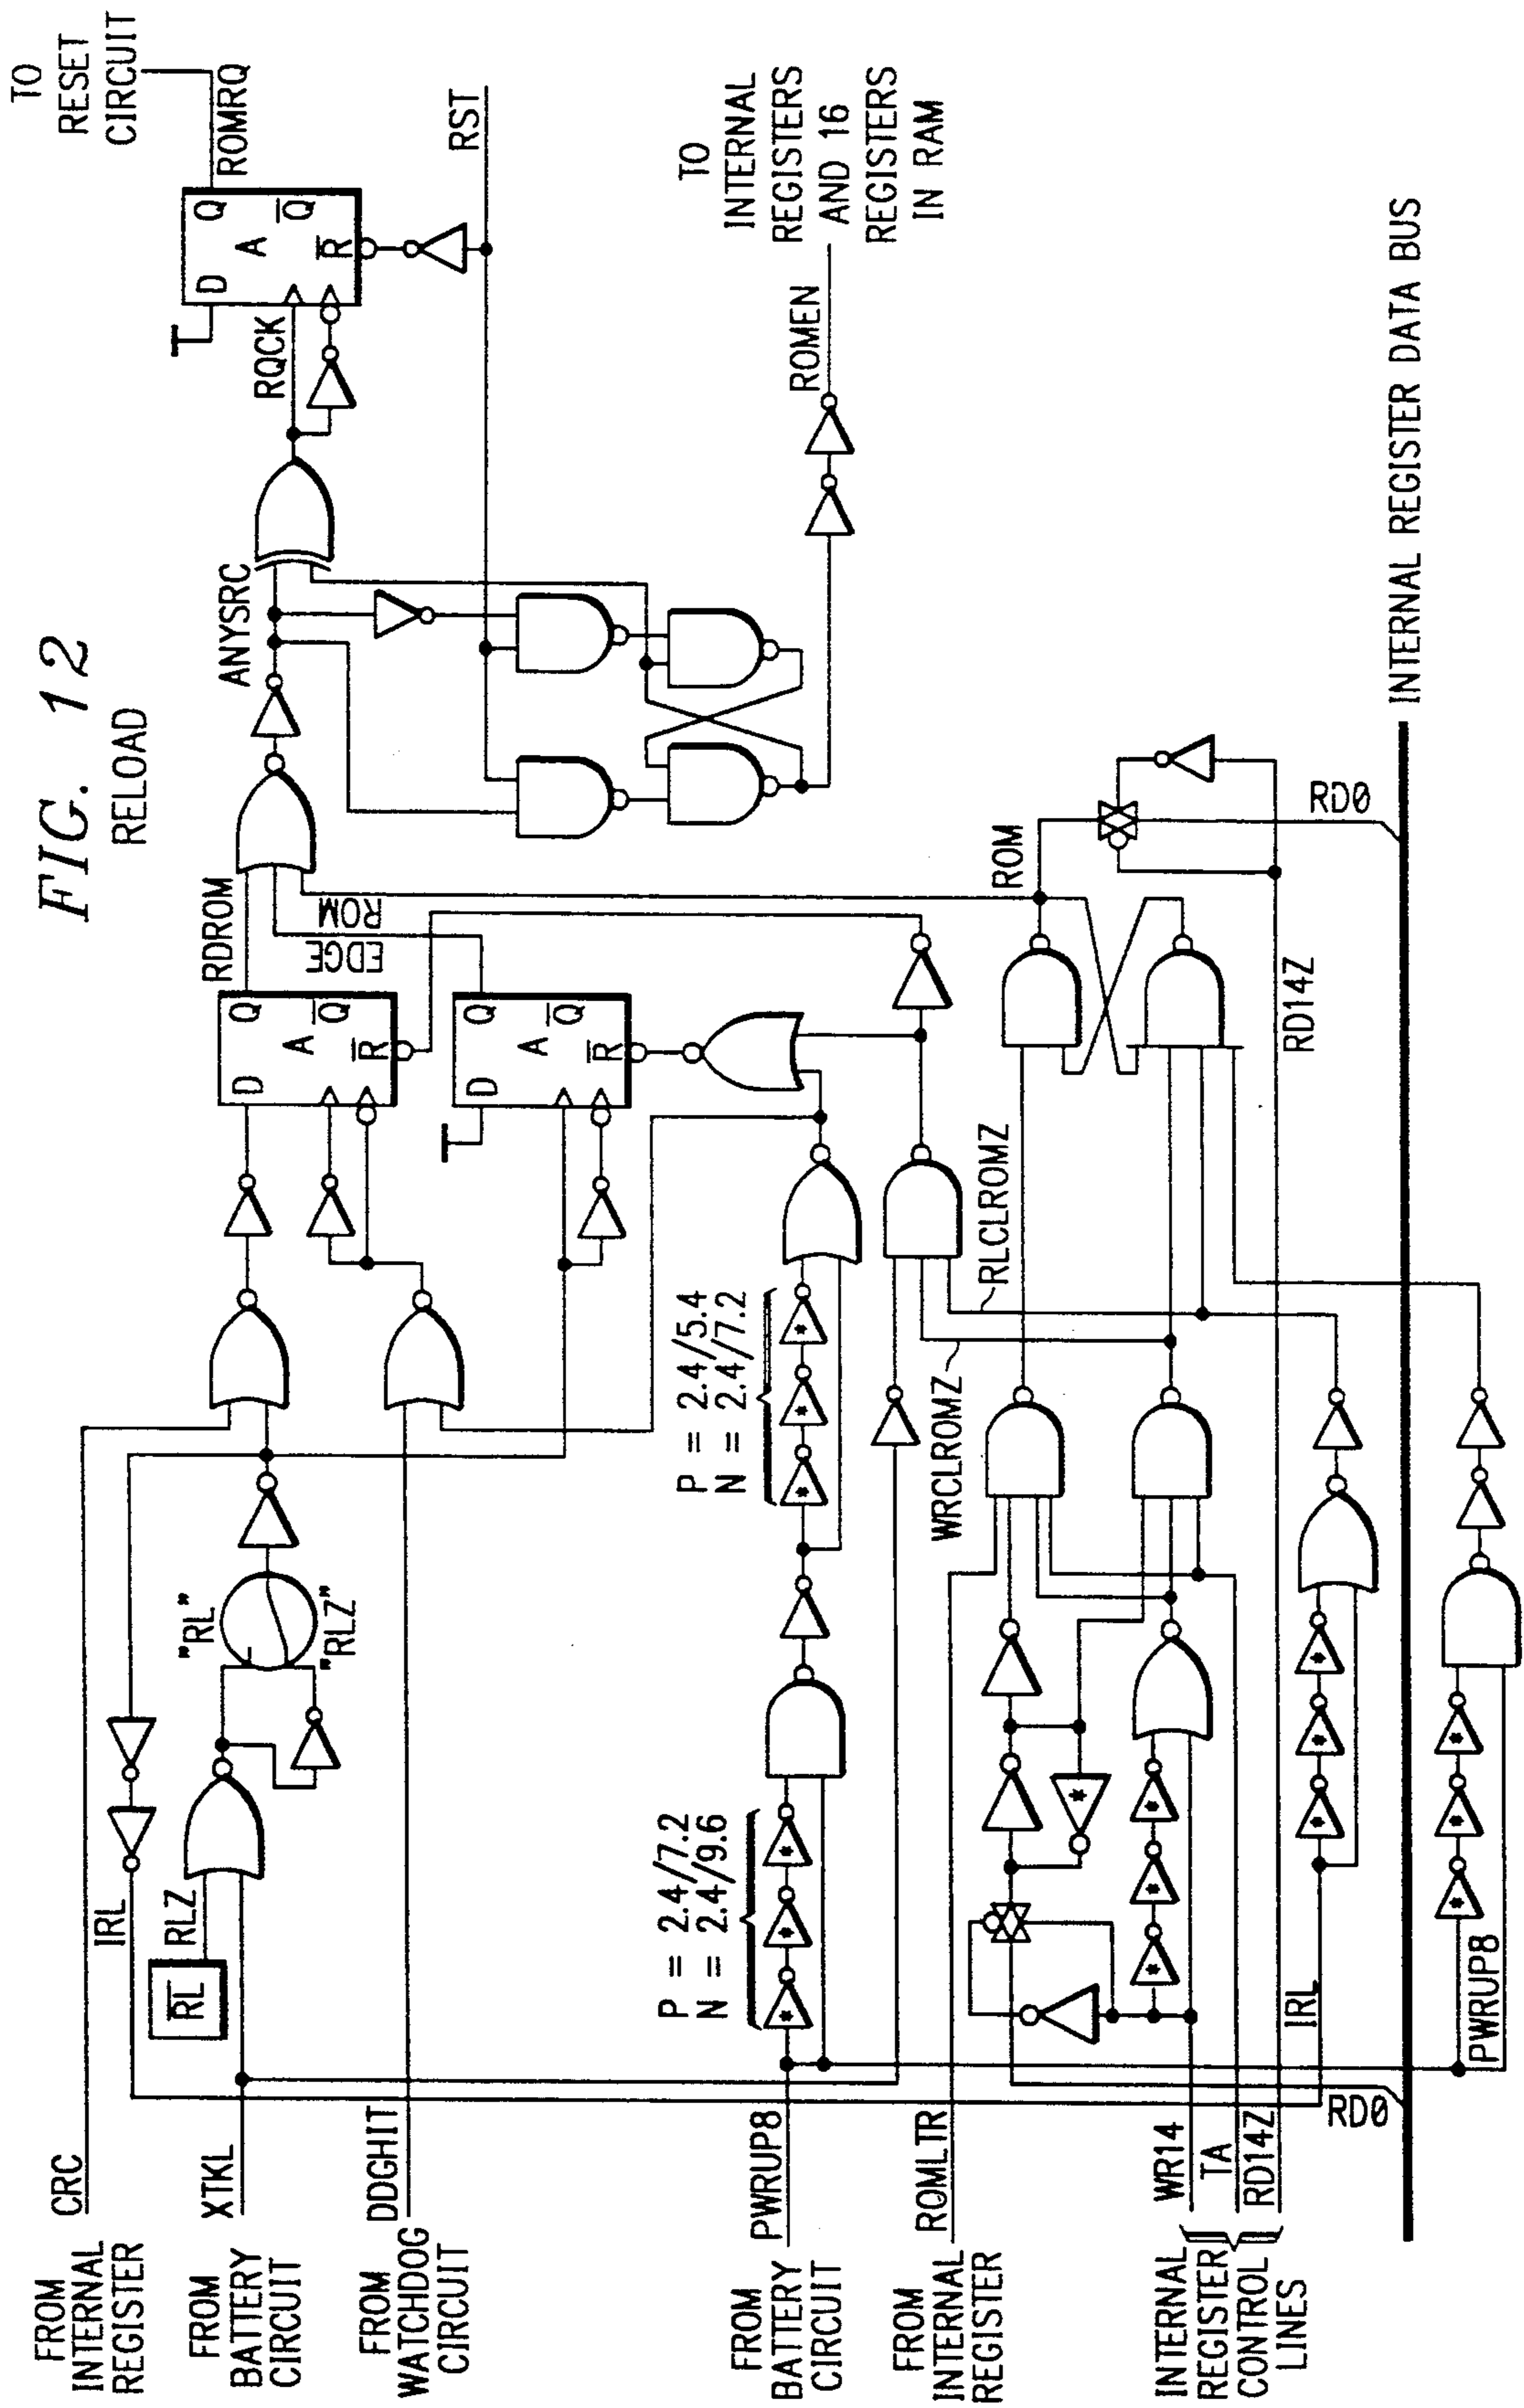 FIG. 12
RELOAD
FROM
INTERNAL
REGISTER
CRC
FROM
BATTERY
CIRCUIT
XTKL
FROM
WATCHDOG
CIRCUIT
DDGHIT
FROM
BATTERY
CIRCUIT
PWRUP8
FROM
INTERNAL
REGISTER
ROMLTR
INTERNAL
REGISTER
CONTROL
LINES
WR14
TA
RD14Z
IRL
RL
RLZ
"RL"
"RLZ"
P = 2.4/7.2
N = 2.4/9.6
* * *
P = 2.4/5.4
N = 2.4/7.2
* * *
*
* * *
IRL
* * *
PWRUP8
* * *
RD0
WRCLROMZ
RLCLROMZ
D Q
A Q
R
RDROM
EDGE
ROM
D Q
A Q
R
ROM
RD14Z
RD0
ANYSRC
RQCK
D Q
A Q
R
ROMRQ
TO
RESET
CIRCUIT
RST
ROMEN
TO
INTERNAL
REGISTERS
AND 16
REGISTERS
IN RAM
INTERNAL REGISTER DATA BUS